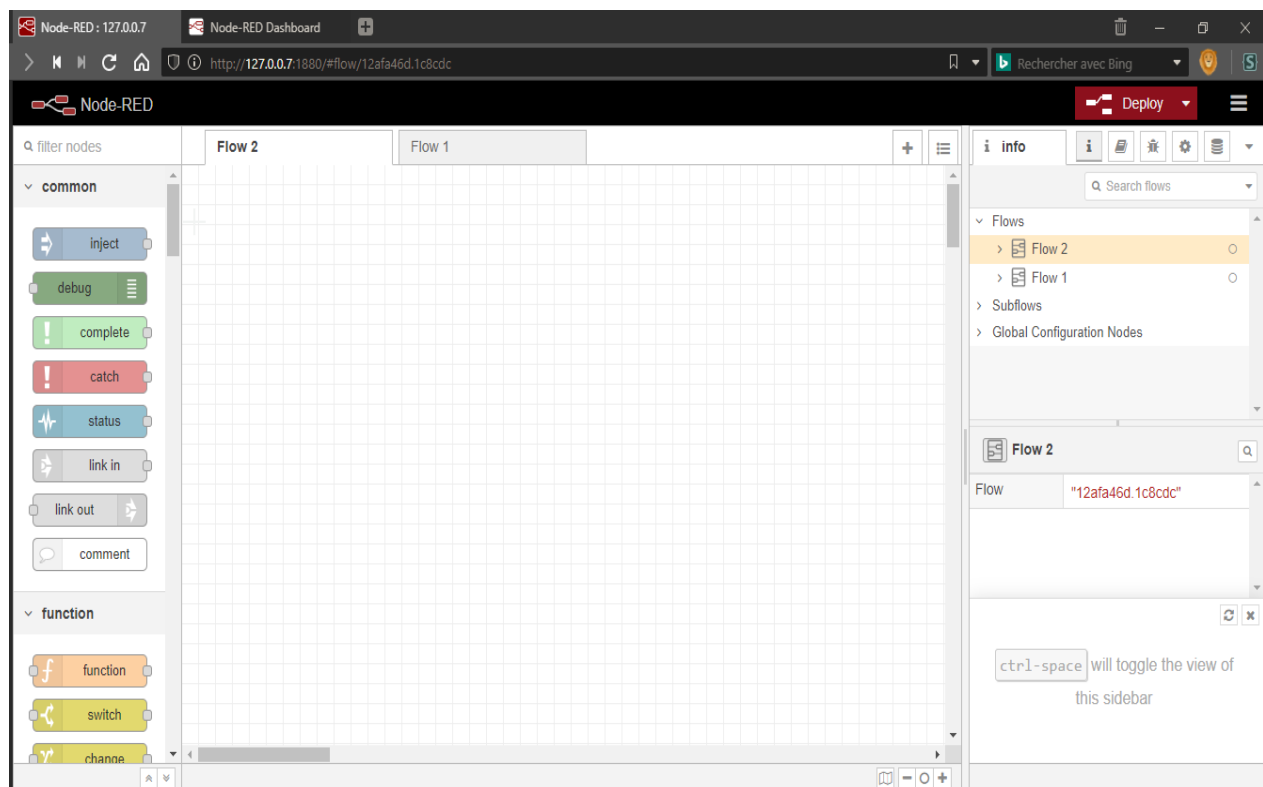 Node-RED : 127.0.0.7
Node-RED Dashboard
http://127.0.0.7:1880/#flow/12afa46d.1c8cdc
Rechercher avec Bing
Node-RED
Deploy
filter nodes
Flow 2
Flow 1
i info
Search flows
common
inject
debug
complete
catch
status
link in
link out
comment
function
function
switch
change
Flows
Flow 2
Flow 1
Subflows
Global Configuration Nodes
Flow 2
Flow "12afa46d.1c8cdc"
ctrl-space will toggle the view of
this sidebar